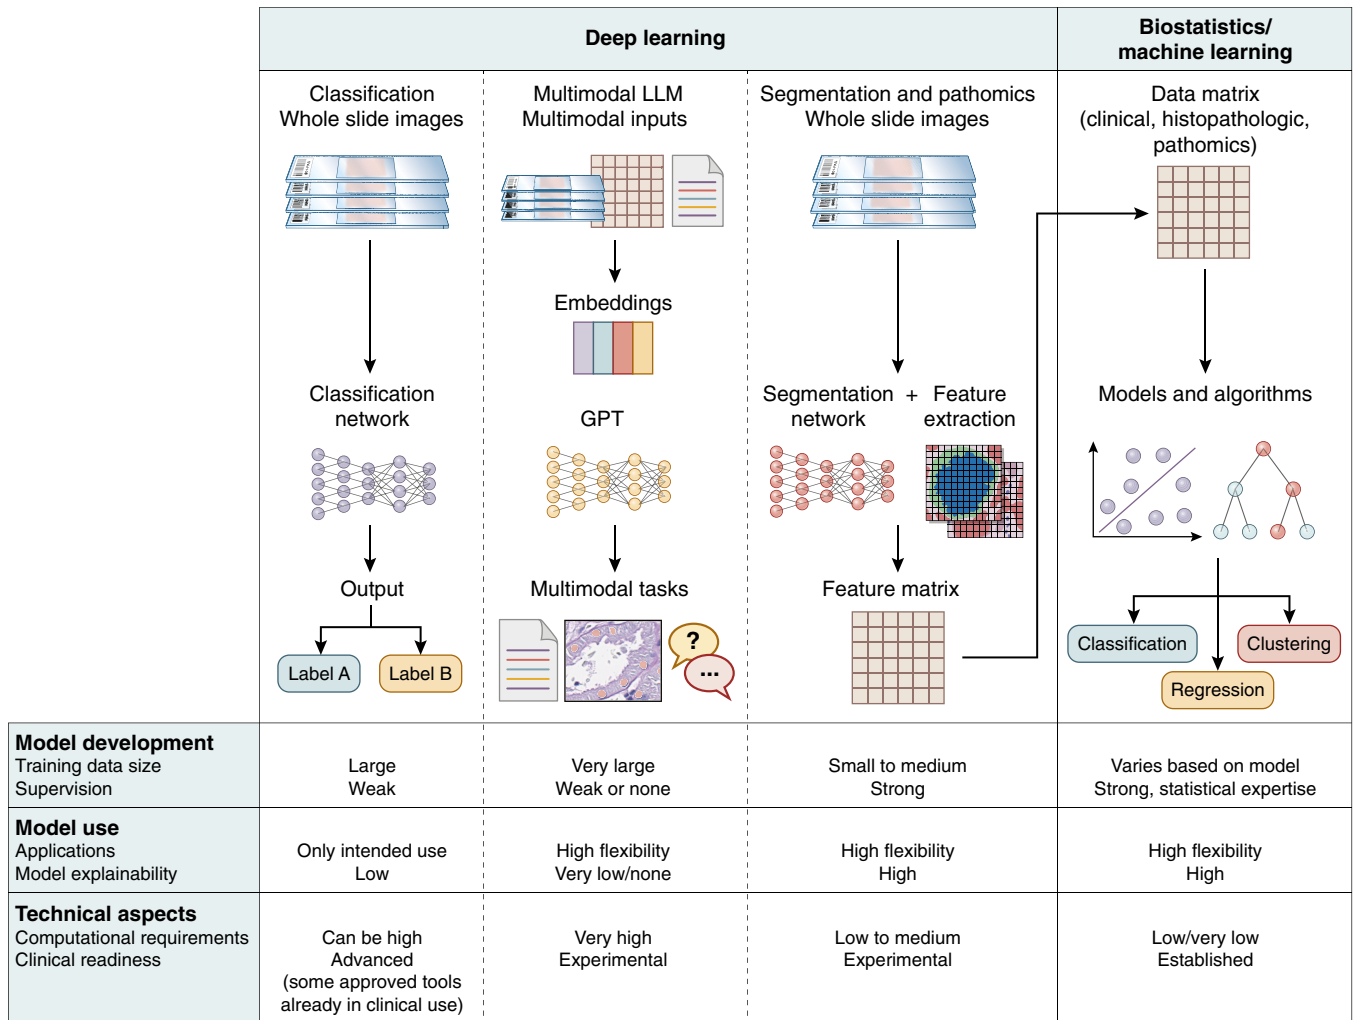 Deep learning
Biostatistics/
machine learning
Classification
Whole slide images
Multimodal LLM
Multimodal inputs
Segmentation and pathomics
Whole slide images
Data matrix
(clinical, histopathologic,
pathomics)
Embeddings
Classification
network
GPT
Segmentation
network
+
Feature
extraction
Models and algorithms
Output
Label A
Label B
Multimodal tasks
?
...
Feature matrix
Classification
Clustering
Regression
Model development
Training data size
Large
Very large
Small to medium
Varies based on model
Supervision
Weak
Weak or none
Strong
Strong, statistical expertise
Model use
Applications
Only intended use
High flexibility
High flexibility
High flexibility
Model explainability
Low
Very low/none
High
High
Technical aspects
Computational requirements
Can be high
Very high
Low to medium
Low/very low
Clinical readiness
Advanced
(some approved tools
already in clinical use)
Experimental
Experimental
Established